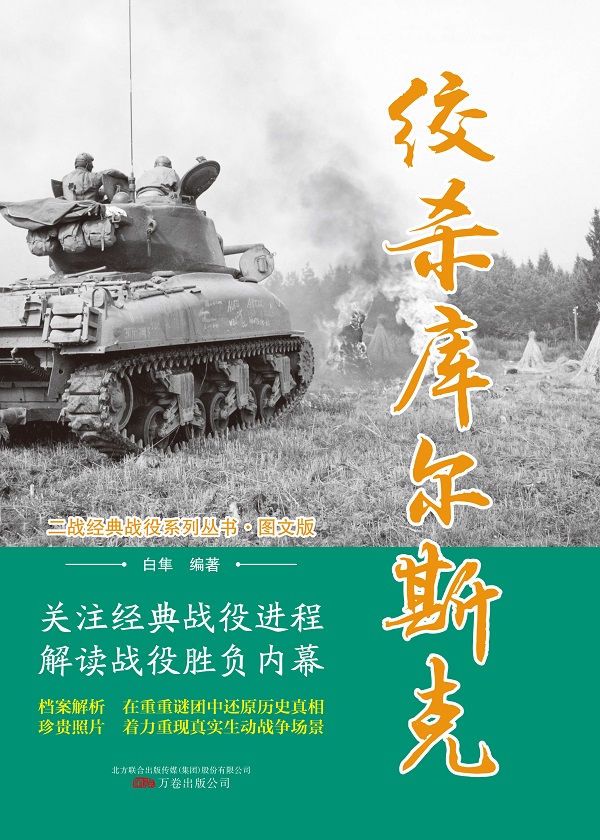 绞杀库尔斯克
二战经典战役系列丛书·图文版
白隼 编著
关注经典战役进程
解读战役胜负内幕
档案解析 在重重谜团中还原历史真相
珍贵照片 着力重现真实生动战争场景
北方联合出版传媒(集团)股份有限公司
万卷出版公司